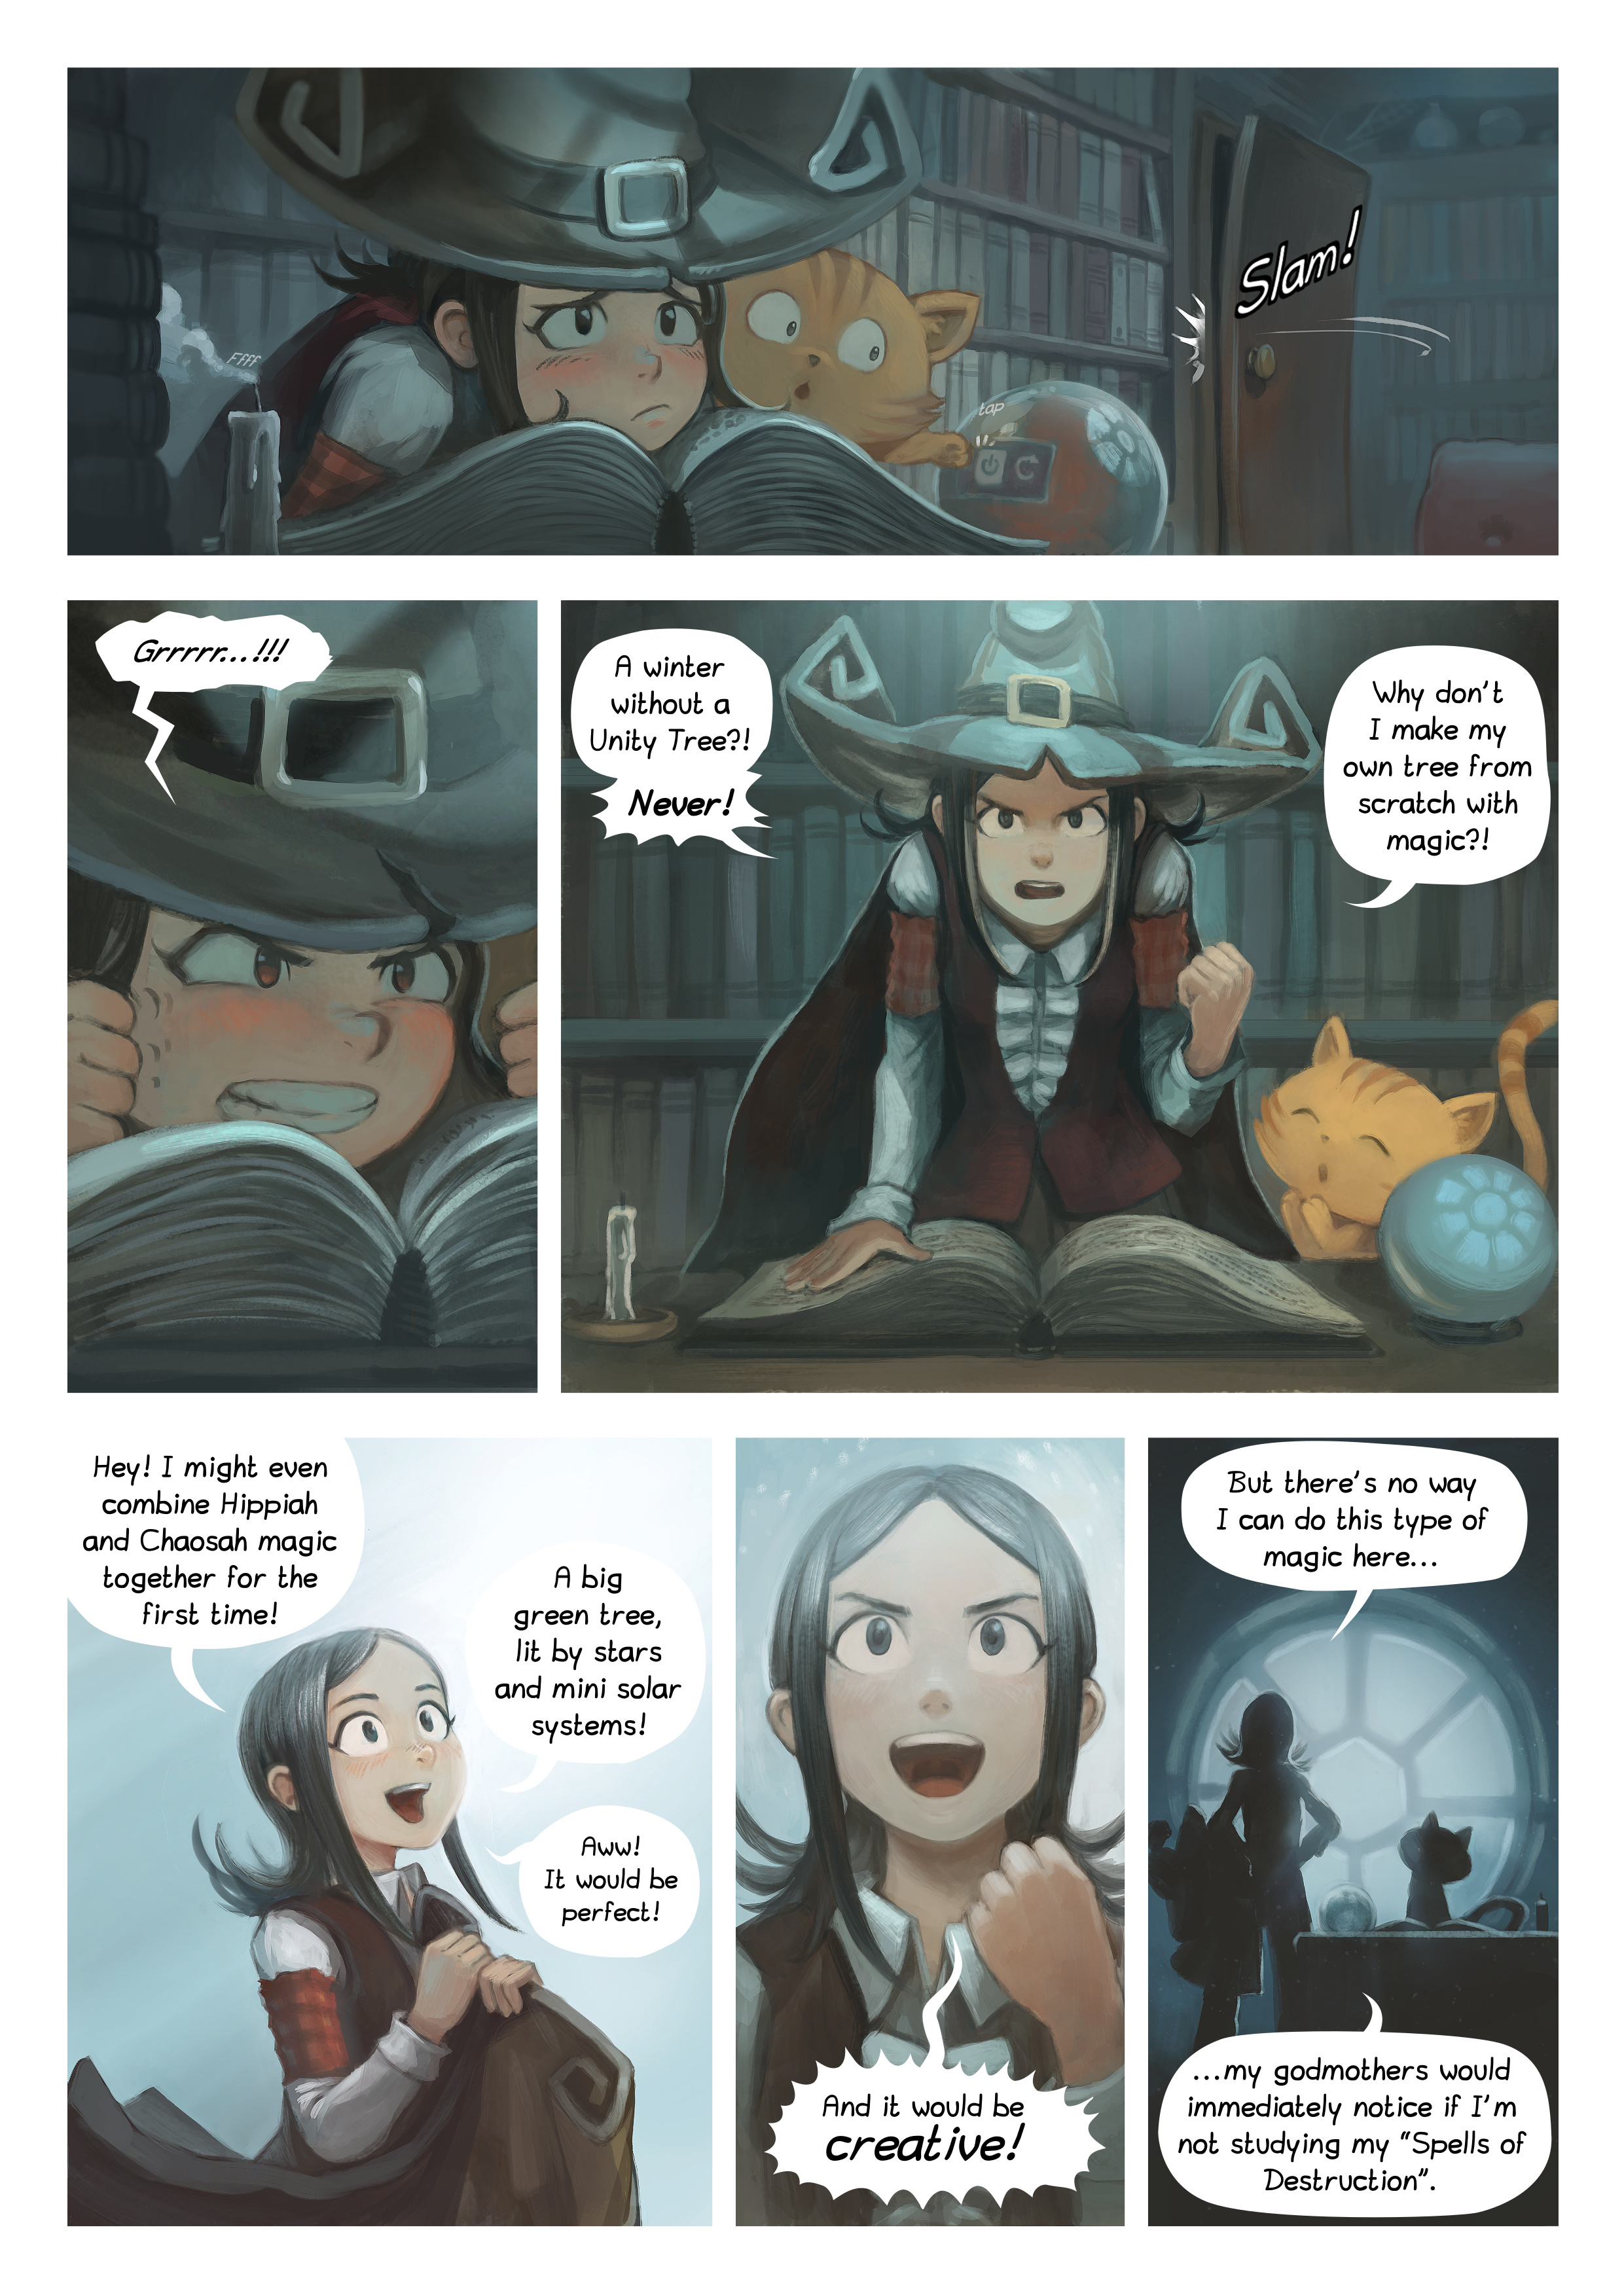 Slam!
Ffff
tap
Grrrrr...!!!
A winter
without a
Unity Tree?!
Never!
Why don't
I make my
own tree from
scratch with
magic?!
Hey! I might even
combine Hippiah
and Chaosah magic
together for the
first time!
A big
green tree,
lit by stars
and mini solar
systems!
Aww!
It would be
perfect!
And it would be
creative!
But there's no way
I can do this type of
magic here...
...my godmothers would
immediately notice if I'm
not studying my "Spells of
Destruction".